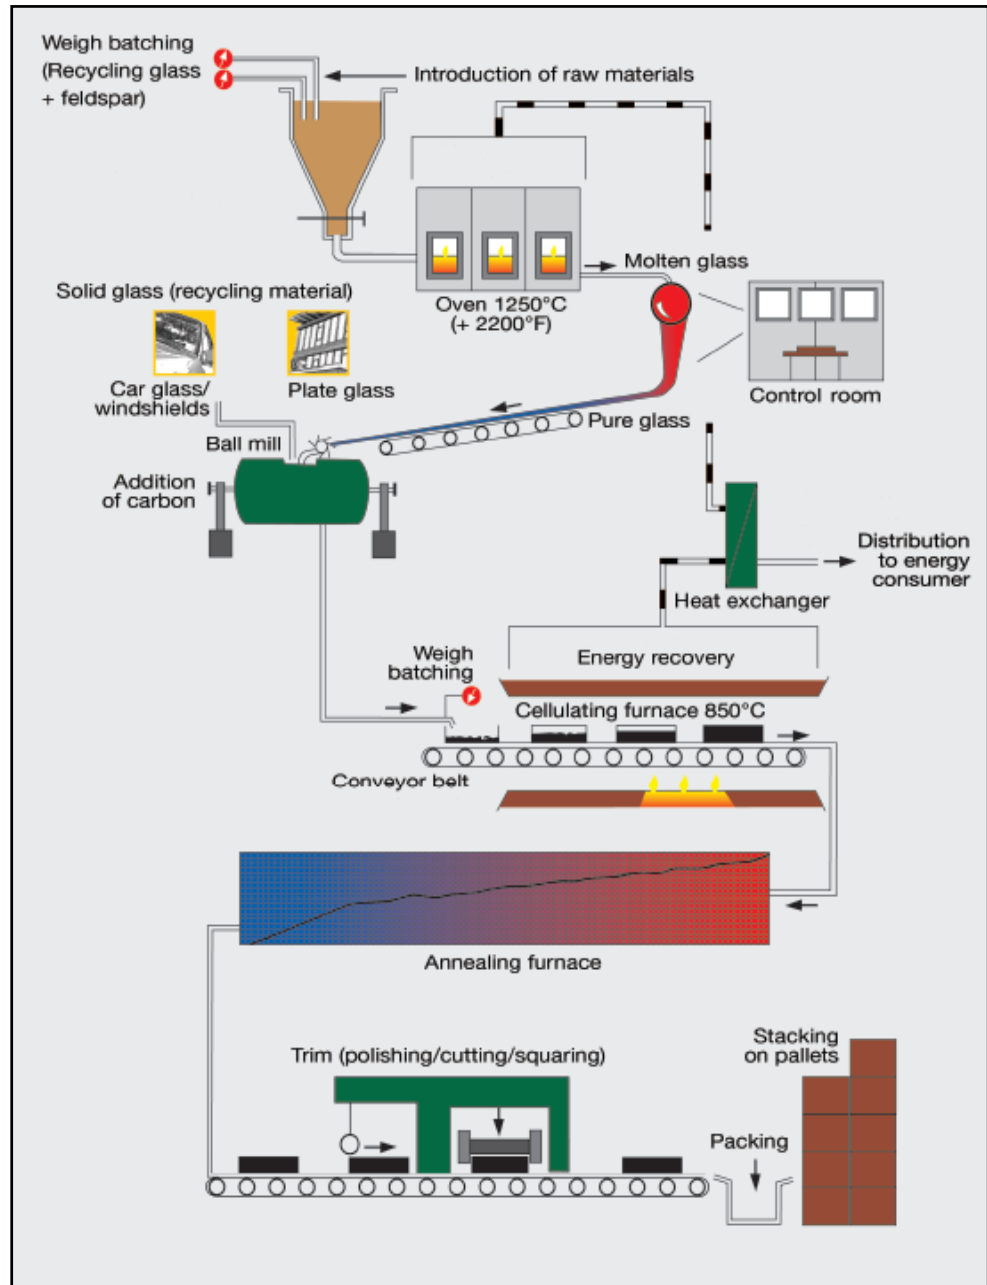 Weigh batching
(Recycling glass
+ feldspar)
Introduction of raw materials
Molten glass
Oven 1250°C
(+ 2200°F)
Solid glass (recycling material)
Car glass/
windshields
Plate glass
Control room
Pure glass
Ball mill
Addition
of carbon
Distribution
to energy
consumer
Heat exchanger
Weigh
batching
Energy recovery
Cellulating furnace 850°C
Conveyor belt
Annealing furnace
Trim (polishing/cutting/squaring)
Stacking
on pallets
Packing